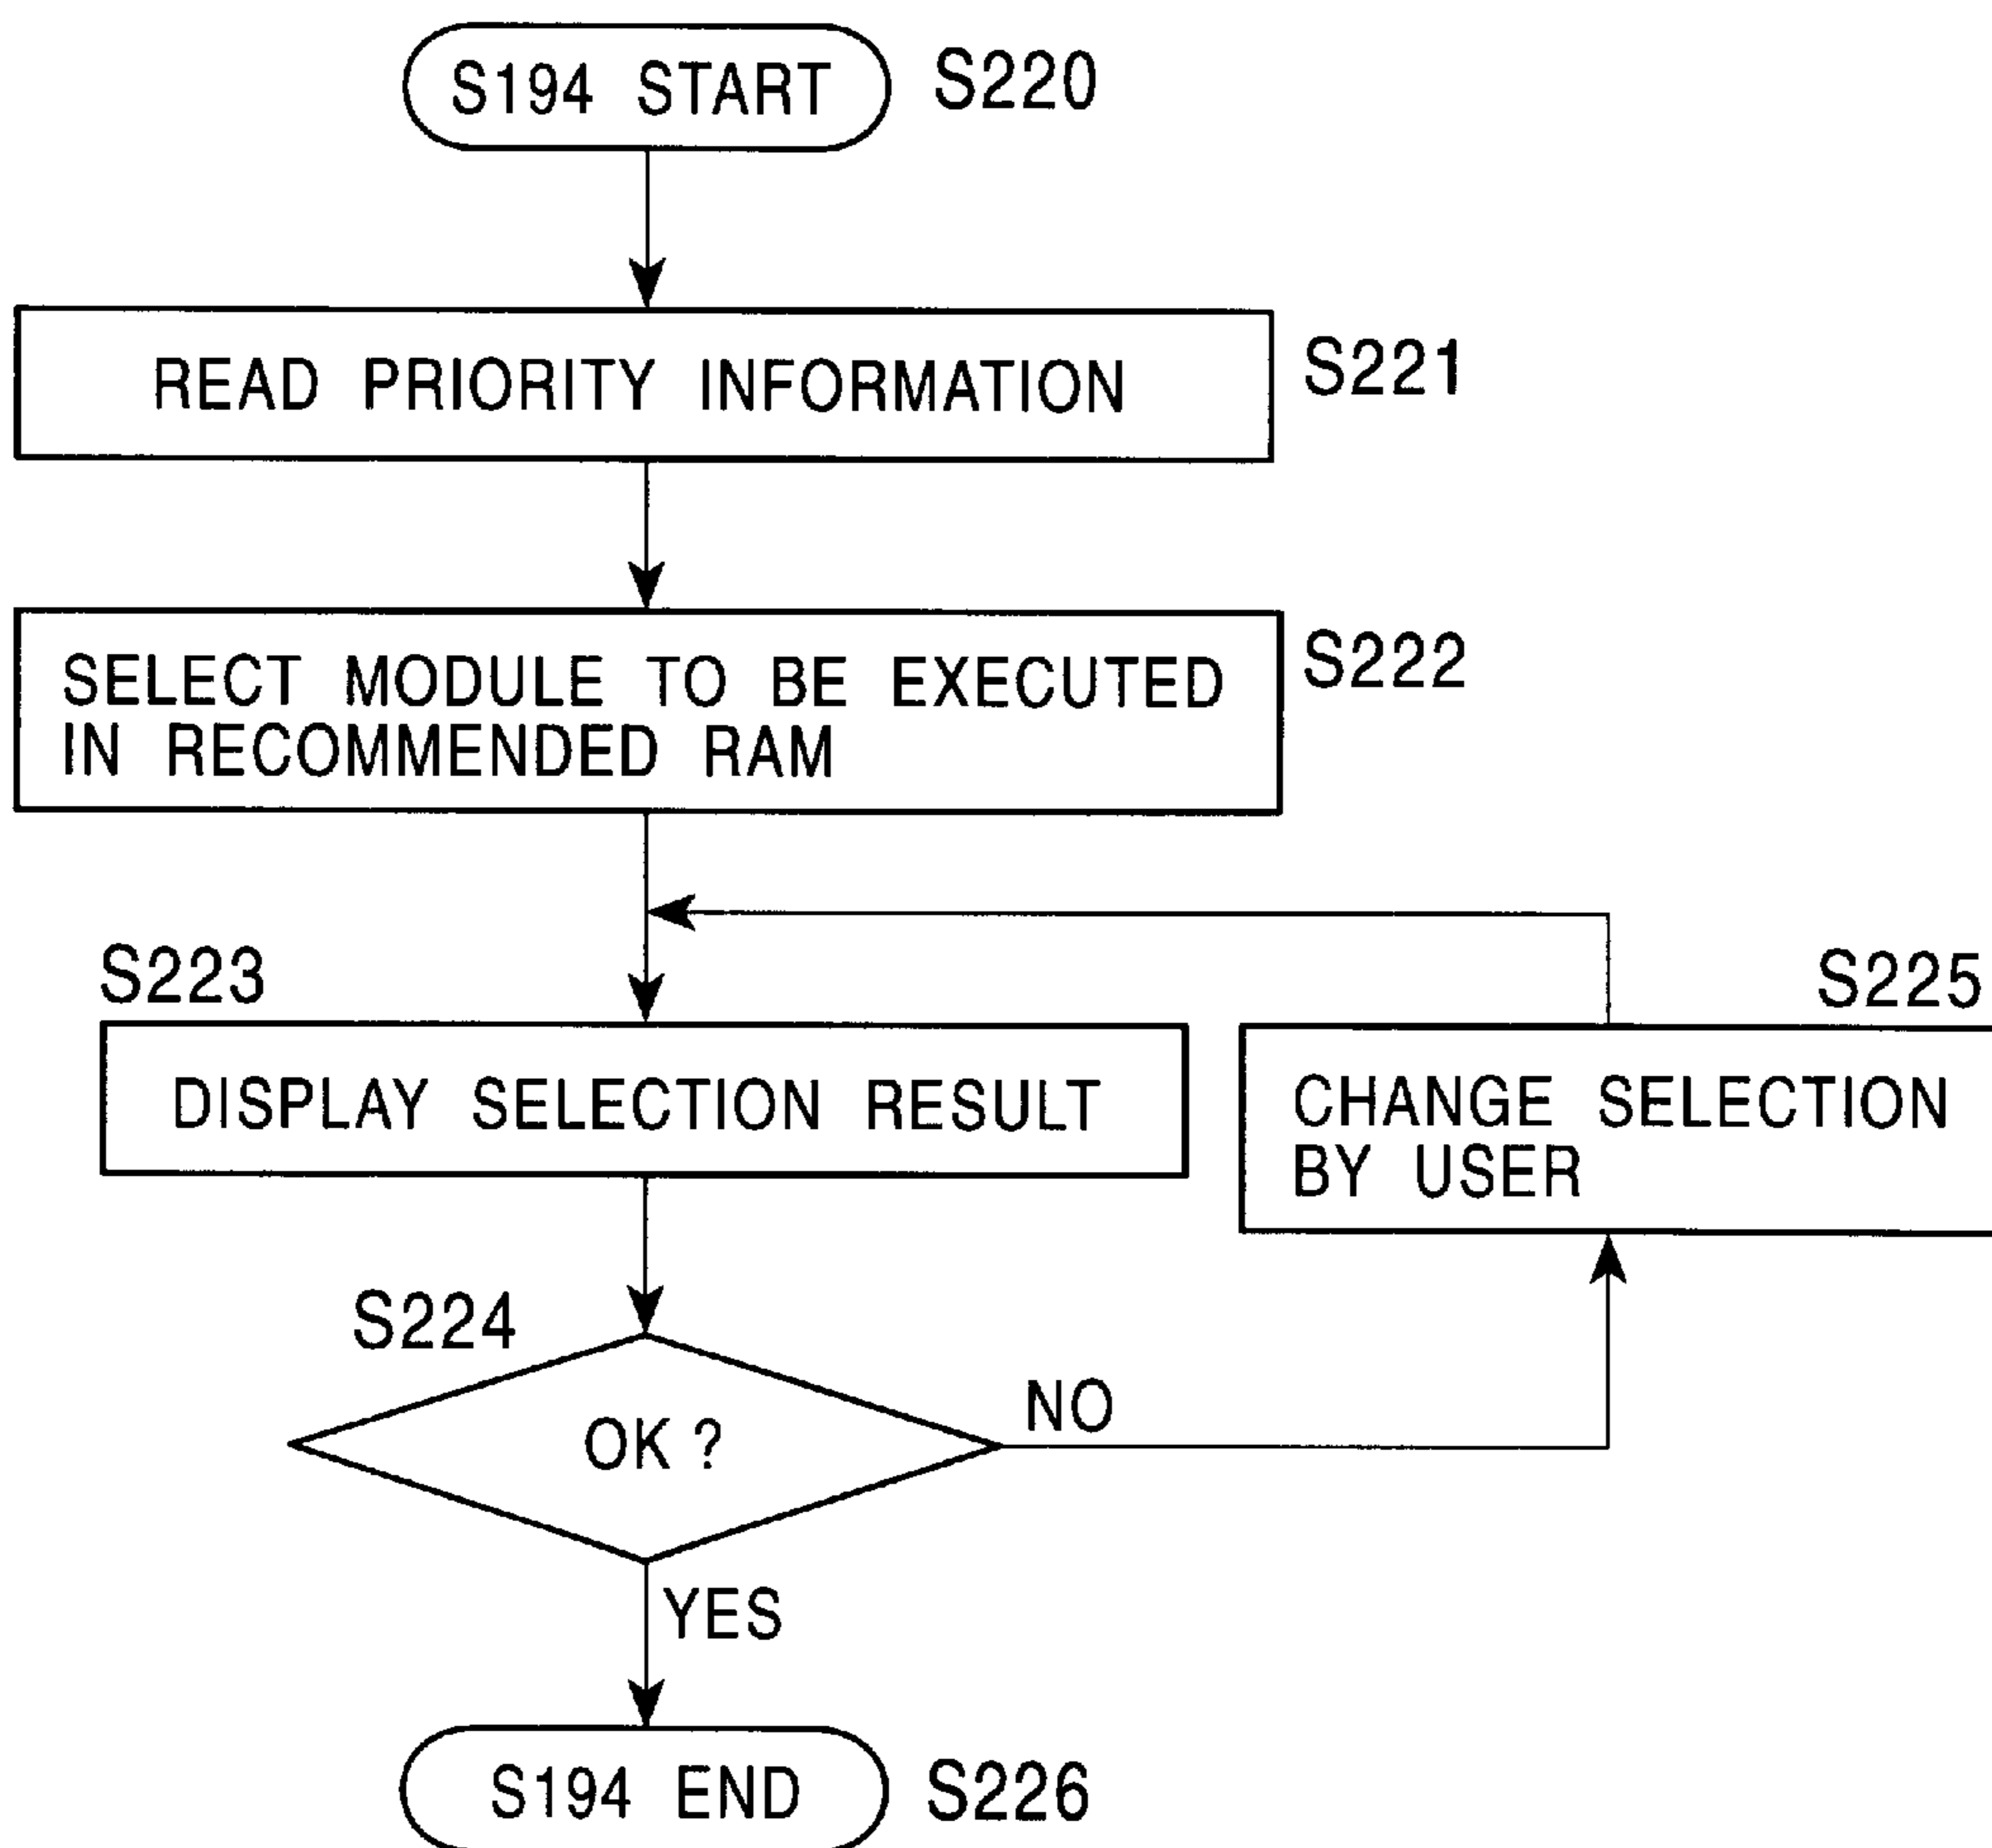 S194 START
S220
READ PRIORITY INFORMATION
S221
SELECT MODULE TO BE EXECUTED
IN RECOMMENDED RAM
S222
S223
DISPLAY SELECTION RESULT
S225
CHANGE SELECTION
BY USER
S224
OK ?
NO
YES
S194 END
S226